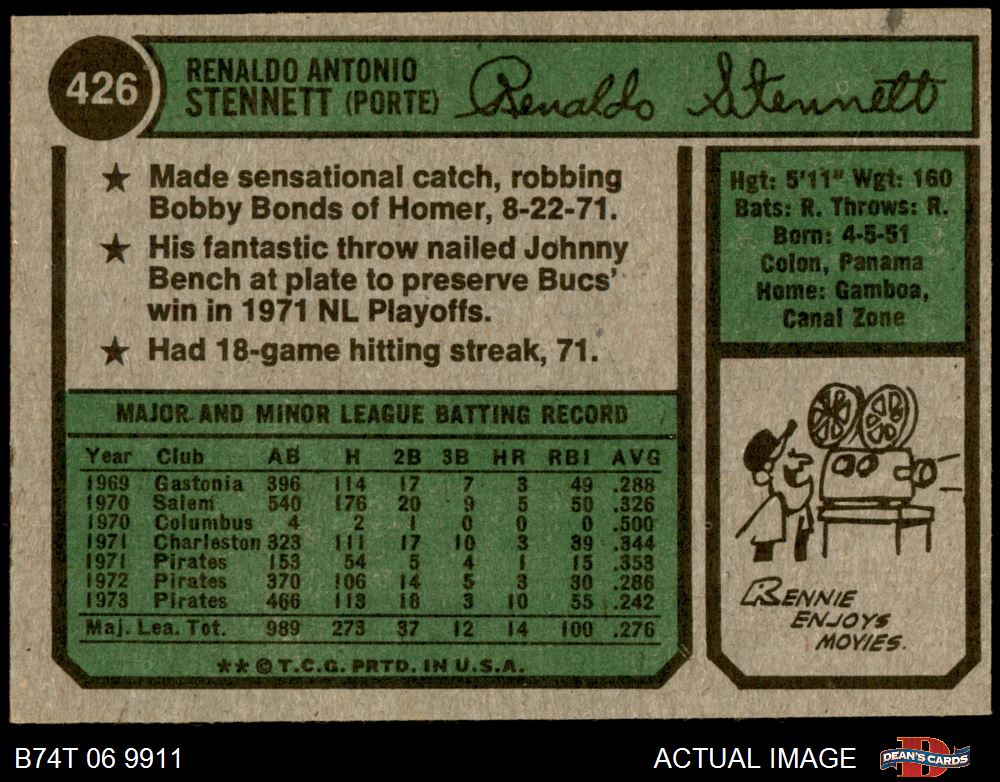 426
RENALDO ANTONIO
STENNETT (PORTE)
Renaldo Stennett
★ Made sensational catch, robbing
Bobby Bonds of Homer, 8-22-71.
★ His fantastic throw nailed Johnny
Bench at plate to preserve Bucs'
win in 1971 NL Playoffs.
★ Had 18-game hitting streak, 71.
Hgt: 5'11" Wgt: 160
Bats: R. Throws: R.
Born: 4-5-51
Colon, Panama
Home: Gamboa,
Canal Zone
MAJOR AND MINOR LEAGUE BATTING RECORD
Year Club AB H 2B 3B HR RBI AVG
1969 Gastonia 396 114 17 7 3 49 .288
1970 Salem 540 176 20 9 5 50 .326
1970 Columbus 4 2 1 0 0 0 .500
1971 Charleston 323 111 17 10 3 39 .344
1971 Pirates 153 54 5 4 1 15 .353
1972 Pirates 370 106 14 5 3 30 .286
1973 Pirates 466 113 18 3 10 55 .242
Maj. Lea. Tot. 989 273 37 12 14 100 .276
** © T.C.G. PRTD. IN U.S.A.
RENNIE
ENJOYS
MOVIES.
B74T 06 9911
ACTUAL IMAGE
DEAN'S CARDS